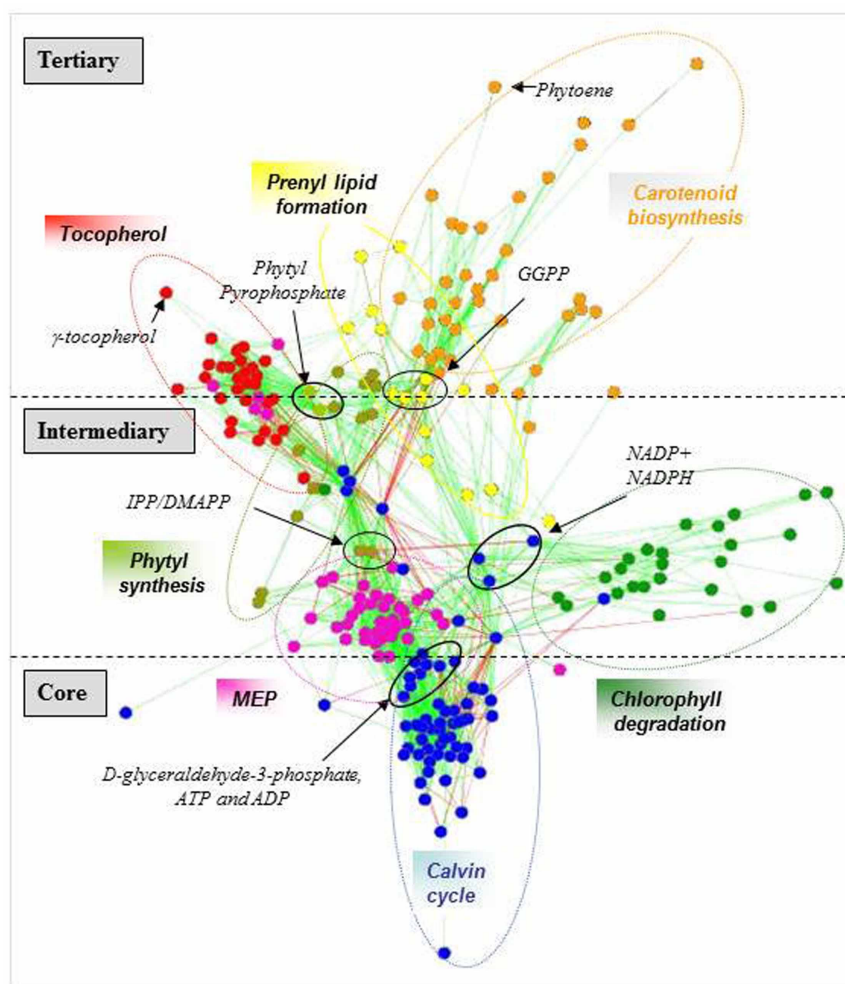 Tertiary
Phytoene
Prenyl lipid
formation
Carotenoid
biosynthesis
Tocopherol
Phytyl
Pyrophosphate
GGPP
γ-tocopherol
Intermediary
NADP+
NADPH
IPP/DMAPP
Phytyl
synthesis
Core
MEP
Chlorophyll
degradation
D-glyceraldehyde-3-phosphate,
ATP and ADP
Calvin
cycle